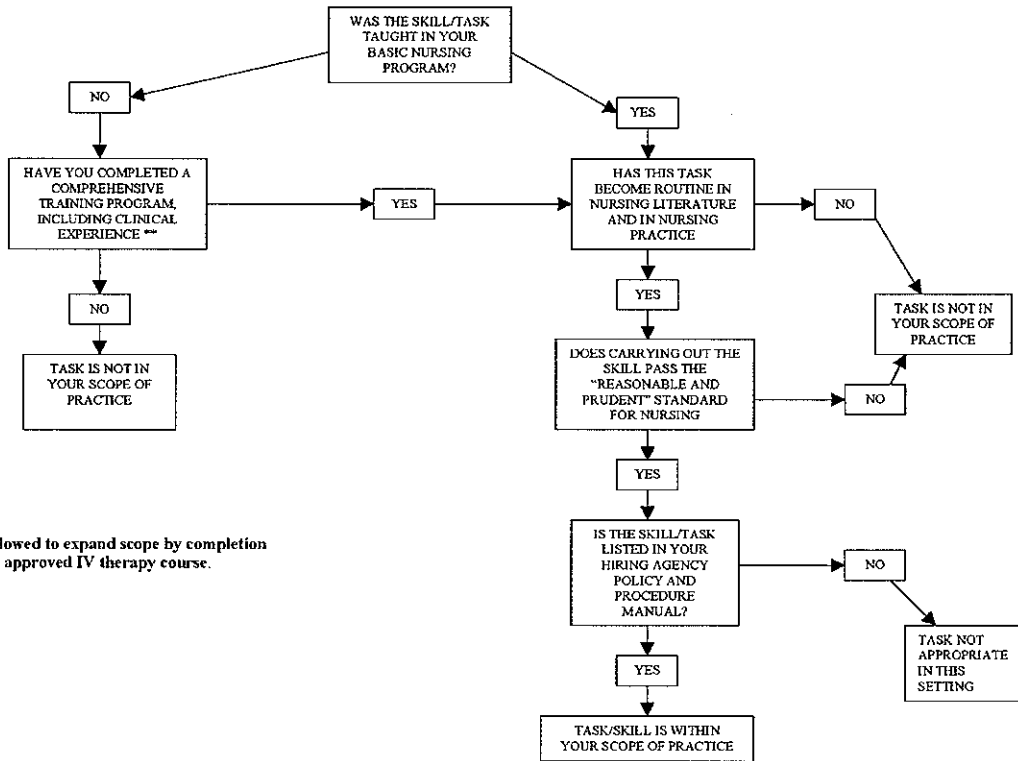 WAS THE SKILL/TASK
TAUGHT IN YOUR
BASIC NURSING
PROGRAM?
NO
YES
HAVE YOU COMPLETED A
COMPREHENSIVE
TRAINING PROGRAM,
INCLUDING CLINICAL
EXPERIENCE **
YES
HAS THIS TASK
BECOME ROUTINE IN
NURSING LITERATURE
AND IN NURSING
PRACTICE
NO
NO
YES
TASK IS NOT IN
YOUR SCOPE OF
PRACTICE
TASK IS NOT IN
YOUR SCOPE OF
PRACTICE
DOES CARRYING OUT THE
SKILL PASS THE
"REASONABLE AND
PRUDENT" STANDARD
FOR NURSING
NO
YES
lowed to expand scope by completion
approved IV therapy course.
IS THE SKILL/TASK
LISTED IN YOUR
HIRING AGENCY
POLICY AND
PROCEDURE
MANUAL?
NO
YES
TASK NOT
APPROPRIATE
IN THIS
SETTING
TASK/SKILL IS WITHIN
YOUR SCOPE OF PRACTICE